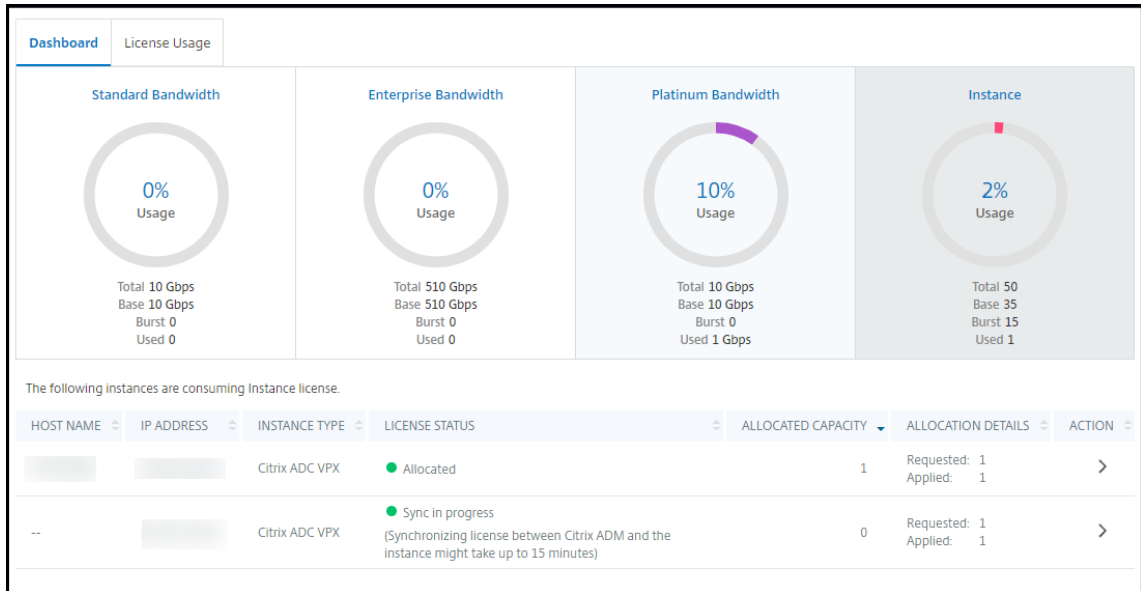 Dashboard
License Usage
Standard Bandwidth
0%
Usage
Total 10 Gbps
Base 10 Gbps
Burst 0
Used 0
Enterprise Bandwidth
0%
Usage
Total 510 Gbps
Base 510 Gbps
Burst 0
Used 0
Platinum Bandwidth
10%
Usage
Total 10 Gbps
Base 10 Gbps
Burst 0
Used 1 Gbps
Instance
2%
Usage
Total 50
Base 35
Burst 15
Used 1
The following instances are consuming Instance license.
HOST NAME IP ADDRESS INSTANCE TYPE LICENSE STATUS ALLOCATED CAPACITY ALLOCATION DETAILS ACTION
Citrix ADC VPX Allocated 1
Requested: 1
Applied: 1
-- Citrix ADC VPX
Sync in progress
(Synchronizing license between Citrix ADM and the
instance might take up to 15 minutes)
0
Requested: 1
Applied: 1